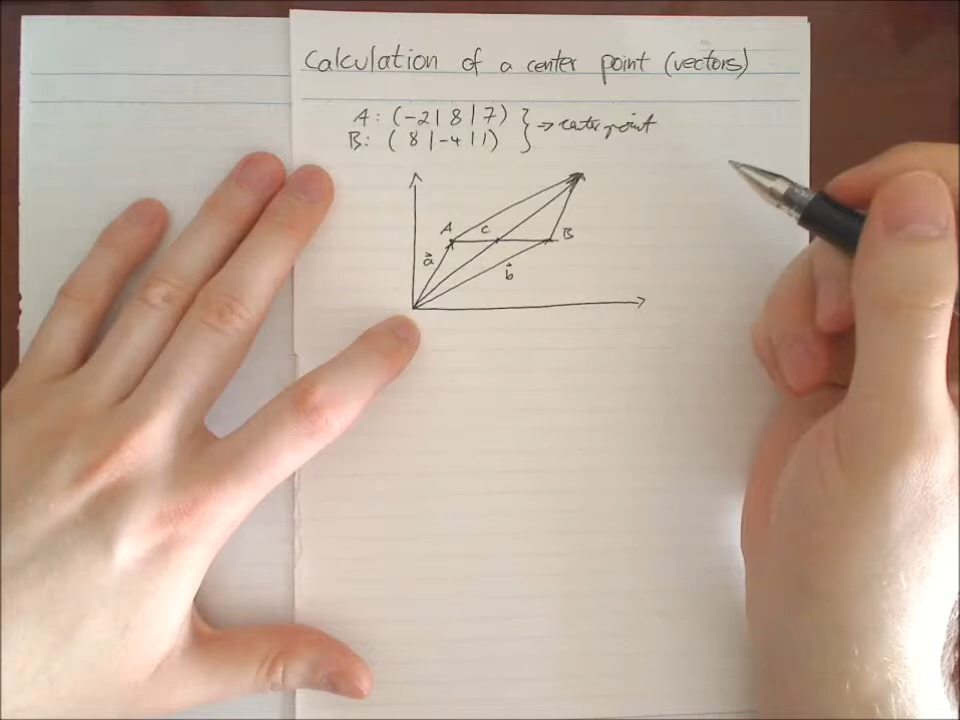 Calculation of a center point (vectors)
A: (-2 | 8 | 7) } → center point
B: ( 8 | -4 | 1)
A C B
a⃗ b⃗